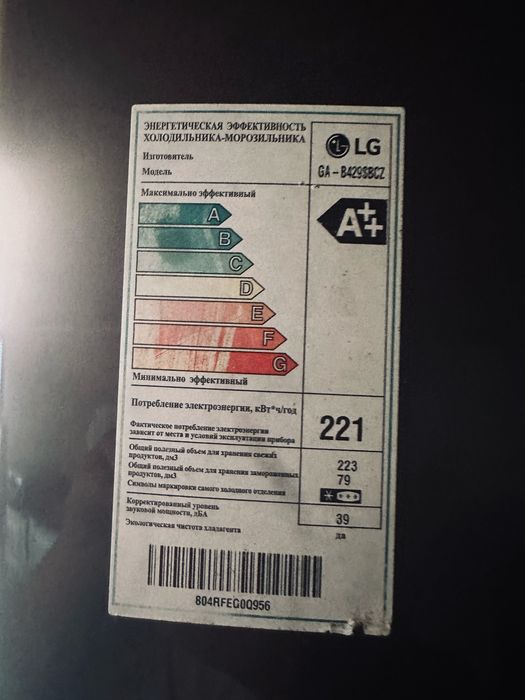 ЭНЕРГЕТИЧЕСКАЯ ЭФФЕКТИВНОСТЬ
ХОЛОДИЛЬНИКА-МОРОЗИЛЬНИКА
LG
Изготовитель
Модель
GA-B429SBCZ
Максимально эффективный
A++
A
B
C
D
E
F
G
Минимально эффективный
Потребление электроэнергии, кВт*ч/год
Фактическое потребление электроэнергии
зависит от места и условий эксплуатации прибора
221
Общий полезный объем для хранения свежих
продуктов, дм3
223
Общий полезный объем для хранения замороженных
продуктов, дм3
79
Символы маркировки самого холодного отделения
Корректированный уровень
звуковой мощности, дБА
39
Экологическая чистота хладагента
да
804RFEG0Q956